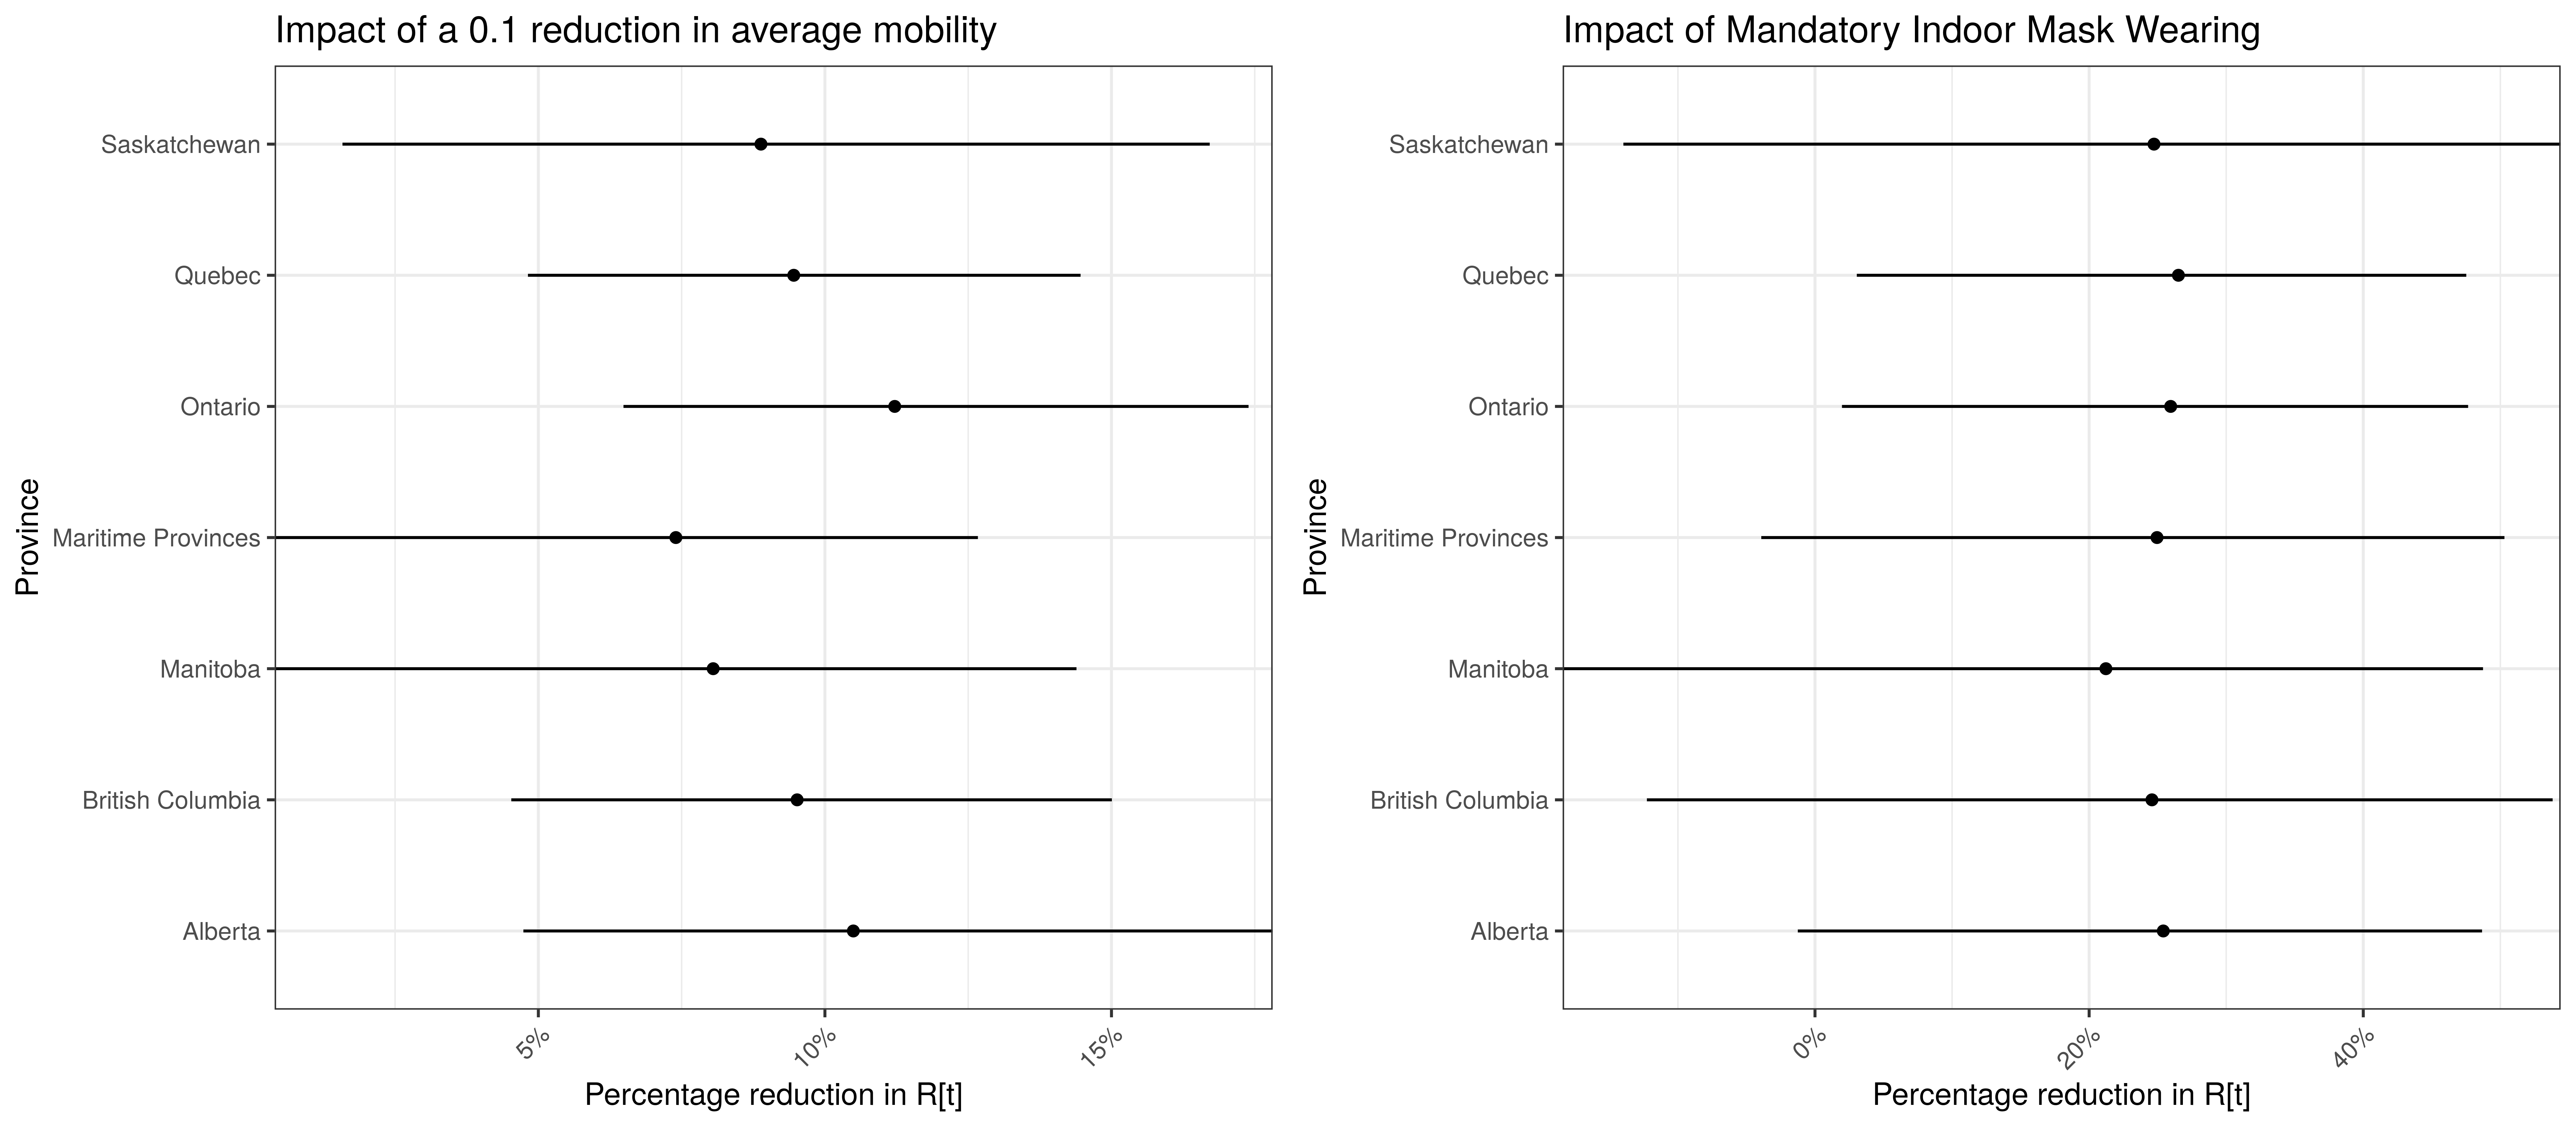 Impact of a 0.1 reduction in average mobility
Saskatchewan
Quebec
Ontario
Maritime Provinces
Manitoba
British Columbia
Alberta
Province
5%
10%
15%
Percentage reduction in R[t]
Impact of Mandatory Indoor Mask Wearing
Saskatchewan
Quebec
Ontario
Maritime Provinces
Manitoba
British Columbia
Alberta
Province
0%
20%
40%
Percentage reduction in R[t]